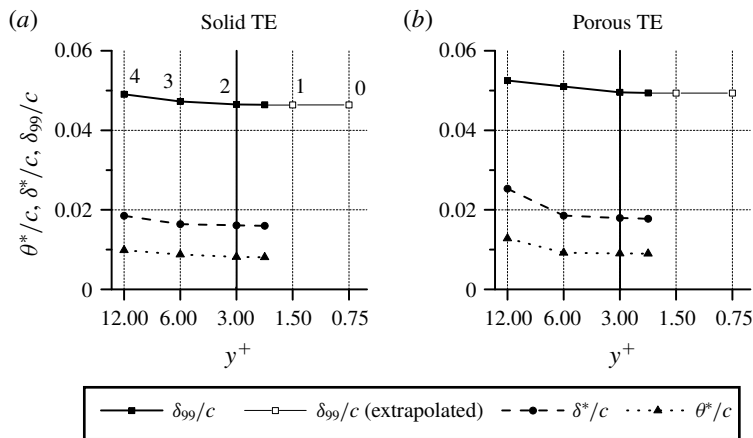 (a) Solid TE
(b) Porous TE
0.06
0.04
0.02
0
θ*/c, δ*/c, δ99/c
4 3 2 1 0
12.00 6.00 3.00 1.50 0.75
y+
0.06
0.04
0.02
0
12.00 6.00 3.00 1.50 0.75
y+
δ99/c δ99/c (extrapolated) δ*/c θ*/c